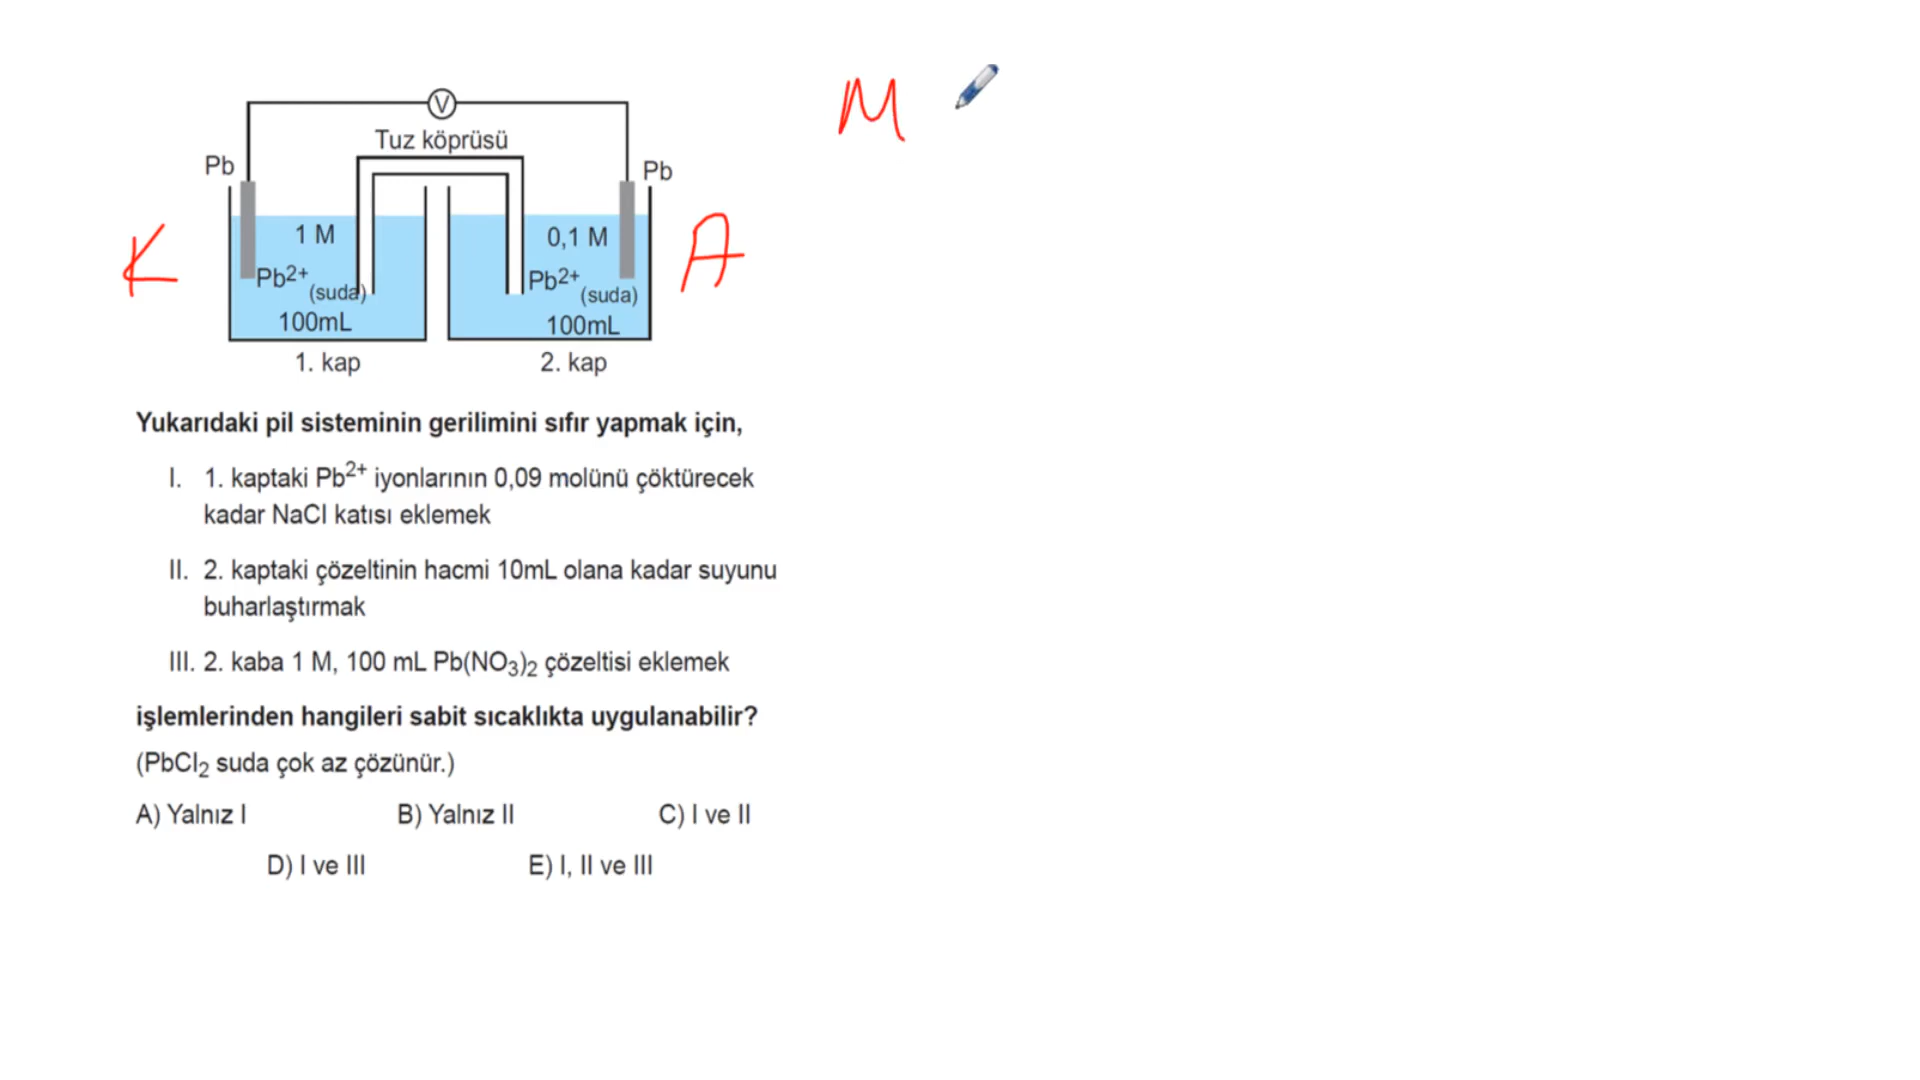 M
V
Tuz köprüsü
Pb Pb
K 1 M 0,1 M A
Pb2+ (suda) Pb2+ (suda)
100mL 100mL
1. kap 2. kap
Yukarıdaki pil sisteminin gerilimini sıfır yapmak için,
I. 1. kaptaki Pb2+ iyonlarının 0,09 molünü çöktürecek
kadar NaCl katısı eklemek
II. 2. kaptaki çözeltinin hacmi 10mL olana kadar suyunu
buharlaştırmak
III. 2. kaba 1 M, 100 mL Pb(NO3)2 çözeltisi eklemek
işlemlerinden hangileri sabit sıcaklıkta uygulanabilir?
(PbCl2 suda çok az çözünür.)
A) Yalnız I B) Yalnız II C) I ve II
D) I ve III E) I, II ve III